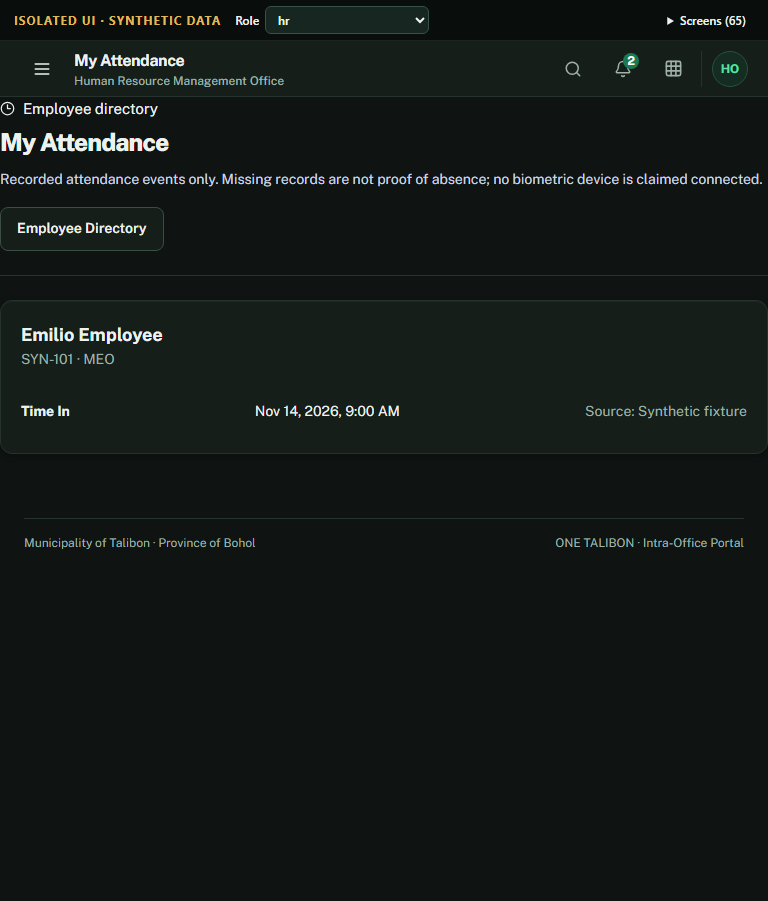 ISOLATED UI · SYNTHETIC DATA Role hr Screens (65)
My Attendance
Human Resource Management Office
2
HO
Employee directory
My Attendance
Recorded attendance events only. Missing records are not proof of absence; no biometric device is claimed connected.
Employee Directory
Emilio Employee
SYN-101 · MEO
Time In Nov 14, 2026, 9:00 AM Source: Synthetic fixture
Municipality of Talibon · Province of Bohol ONE TALIBON · Intra-Office Portal